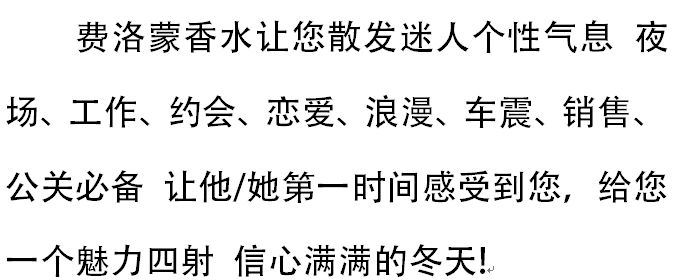 费洛蒙香水让您散发迷人个性气息 夜
场、工作、约会、恋爱、浪漫、车震、销售、
公关必备 让他/她第一时间感受到您，给您
一个魅力四射 信心满满的冬天!